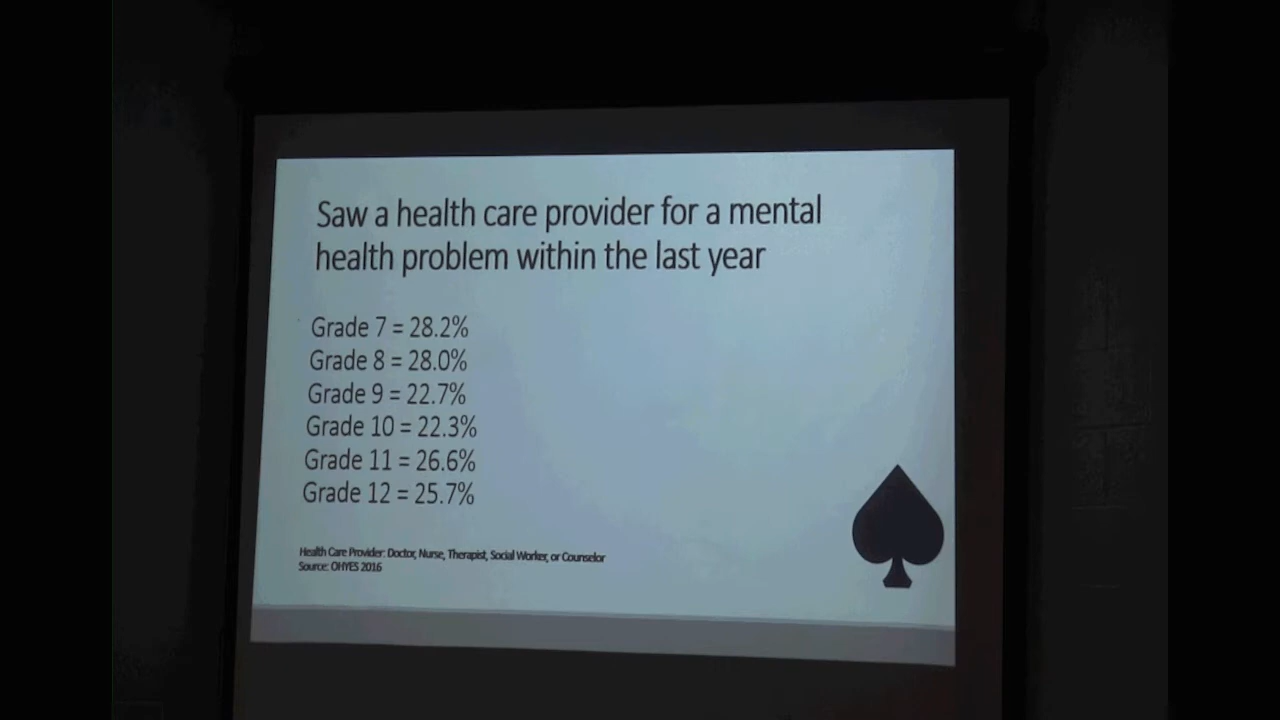 Saw a health care provider for a mental
health problem within the last year
Grade 7 = 28.2%
Grade 8 = 28.0%
Grade 9 = 22.7%
Grade 10 = 22.3%
Grade 11 = 26.6%
Grade 12 = 25.7%
Health Care Provider: Doctor, Nurse, Therapist, Social Worker, or Counselor
Source: OHYES 2016